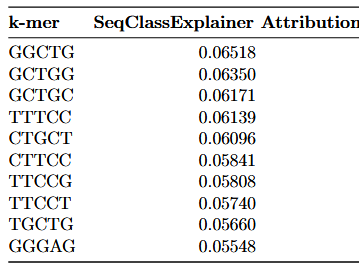 k-mer SeqClassExplainer Attribution
GGCTG 0.06518
GCTGG 0.06350
GCTGC 0.06171
TTTCC 0.06139
CTGCT 0.06096
CTTCC 0.05841
TTCCG 0.05808
TTCCT 0.05740
TGCTG 0.05660
GGGAG 0.05548